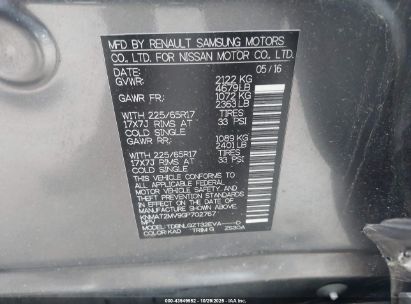 MFD BY RENAULT SAMSUNG MOTORS
CO., LTD. FOR NISSAN MOTOR CO., LTD.
DATE: 05/16
GVWR: 2122 KG
4679LB
GAWR FR: 1072 KG
2363 LB
WITH 225/65R17 TIRES
17X7J RIMS AT 33 PSI
COLD SINGLE
GAWR RR: 1089 KG
2401 LB
WITH 225/65R17 TIRES
17X7J RIMS AT 33 PSI
COLD SINGLE
THIS VEHICLE CONFORMS TO
ALL APPLICABLE FEDERAL
MOTOR VEHICLE SAFETY AND
THEFT PREVENTION STANDARDS
IN EFFECT ON THE DATE OF
MANUFACTURE SHOWN ABOVE.
KNMAT2MV9GP702767
MPV
MODEL:
COLOR:KAD TRIM:G
000-43949952 - 10/29/2025 -